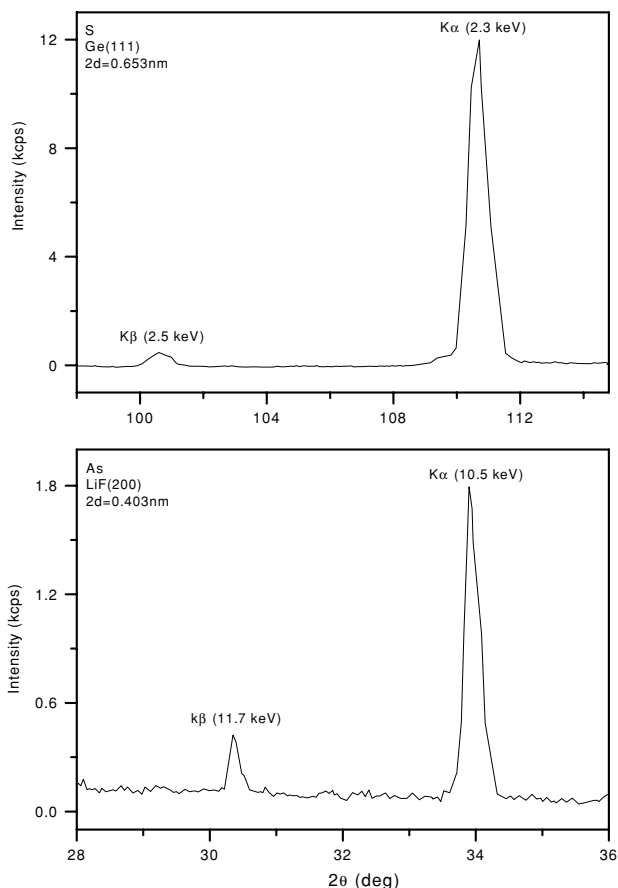 S
Ge(111)
2d=0.653nm
Kα (2.3 keV)
Kβ (2.5 keV)
Intensity (kcps)
12
8
4
0
100
104
108
112
As
LiF(200)
2d=0.403nm
Kα (10.5 keV)
kβ (11.7 keV)
Intensity (kcps)
1.8
1.2
0.6
0.0
28
30
32
34
36
2θ (deg)